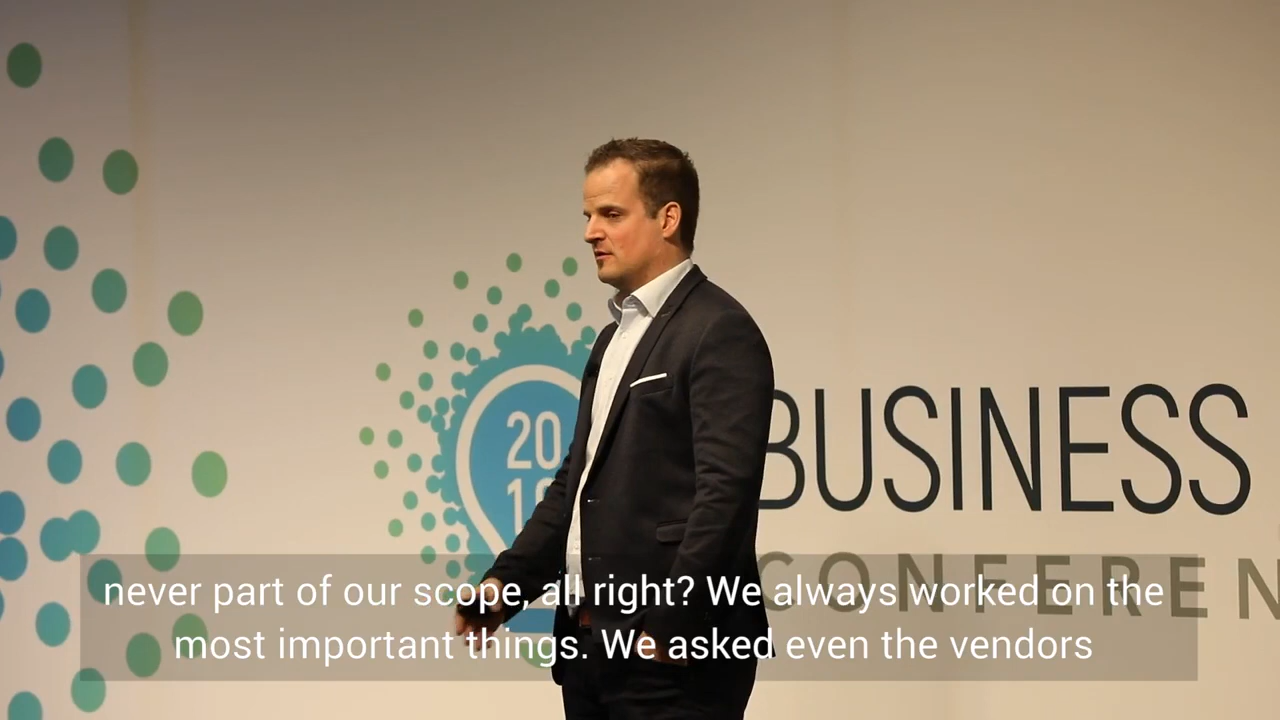 20
BUSINESS
never part of our scope, all right? We always worked on the
most important things. We asked even the vendors